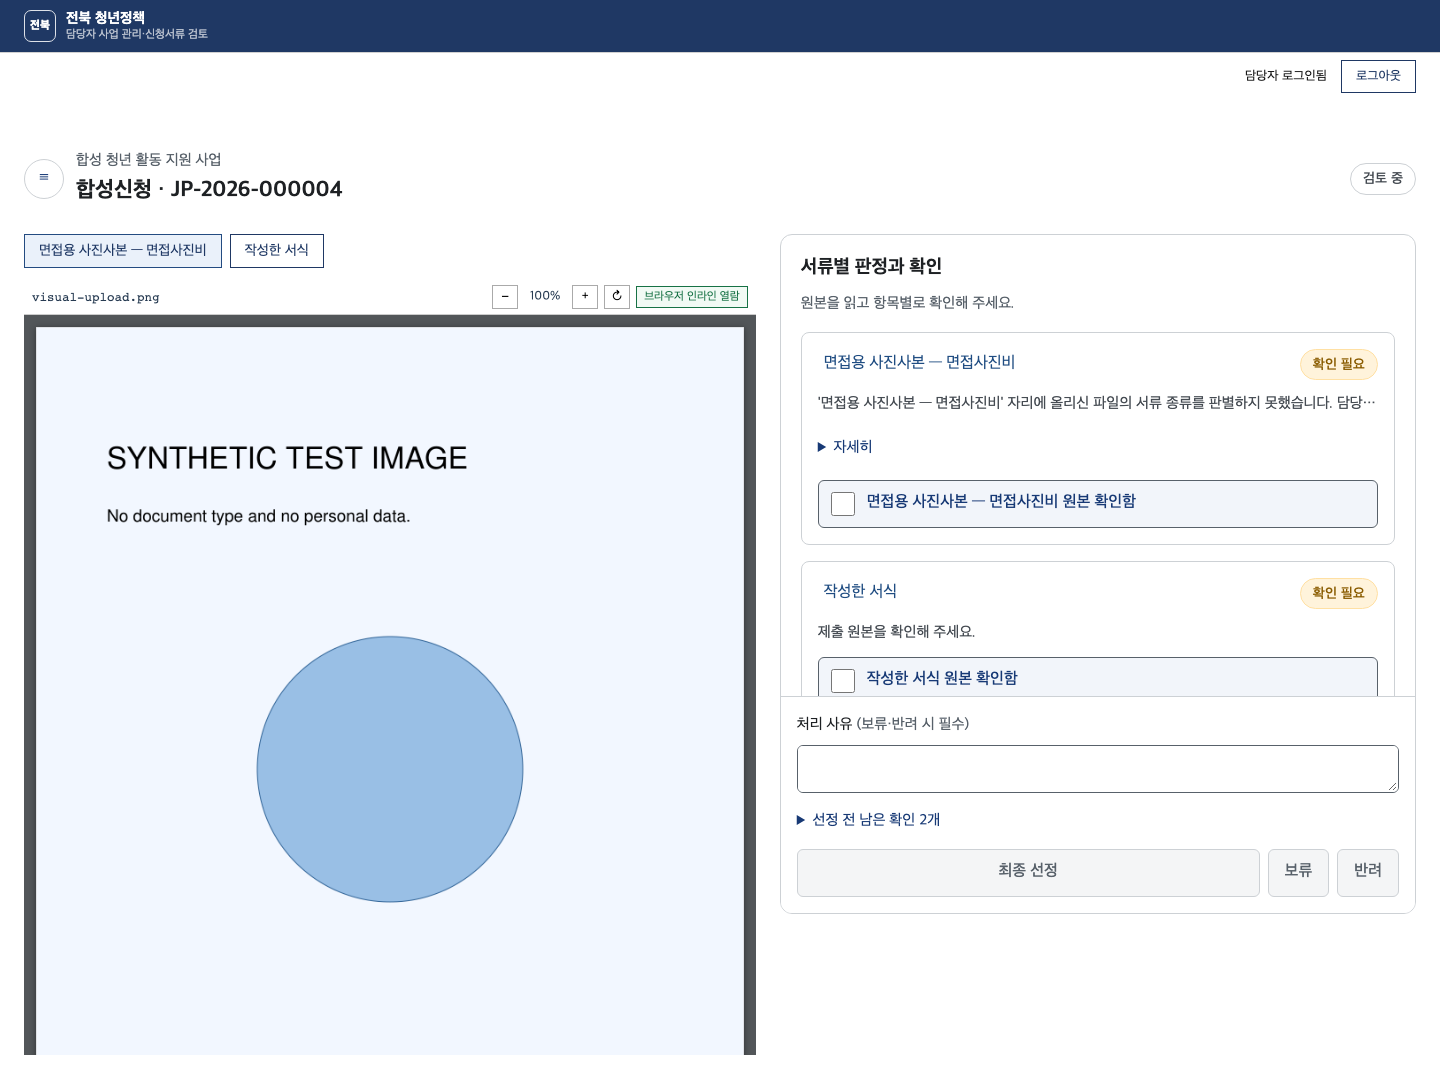 전북
전북 청년정책
담당자 사업 관리·신청서류 검토
담당자 로그인됨
로그아웃
≡
합성 청년 활동 지원 사업
합성신청 · JP-2026-000004
검토 중
면접용 사진사본 — 면접사진비
작성한 서식
visual-upload.png
− 100% + ↻
브라우저 인라인 열람
SYNTHETIC TEST IMAGE
No document type and no personal data.
서류별 판정과 확인
원본을 읽고 항목별로 확인해 주세요.
면접용 사진사본 — 면접사진비
확인 필요
'면접용 사진사본 — 면접사진비' 자리에 올리신 파일의 서류 종류를 판별하지 못했습니다. 담당…
▶ 자세히
면접용 사진사본 — 면접사진비 원본 확인함
작성한 서식
확인 필요
제출 원본을 확인해 주세요.
작성한 서식 원본 확인함
처리 사유 (보류·반려 시 필수)
▶ 선정 전 남은 확인 2개
최종 선정
보류
반려